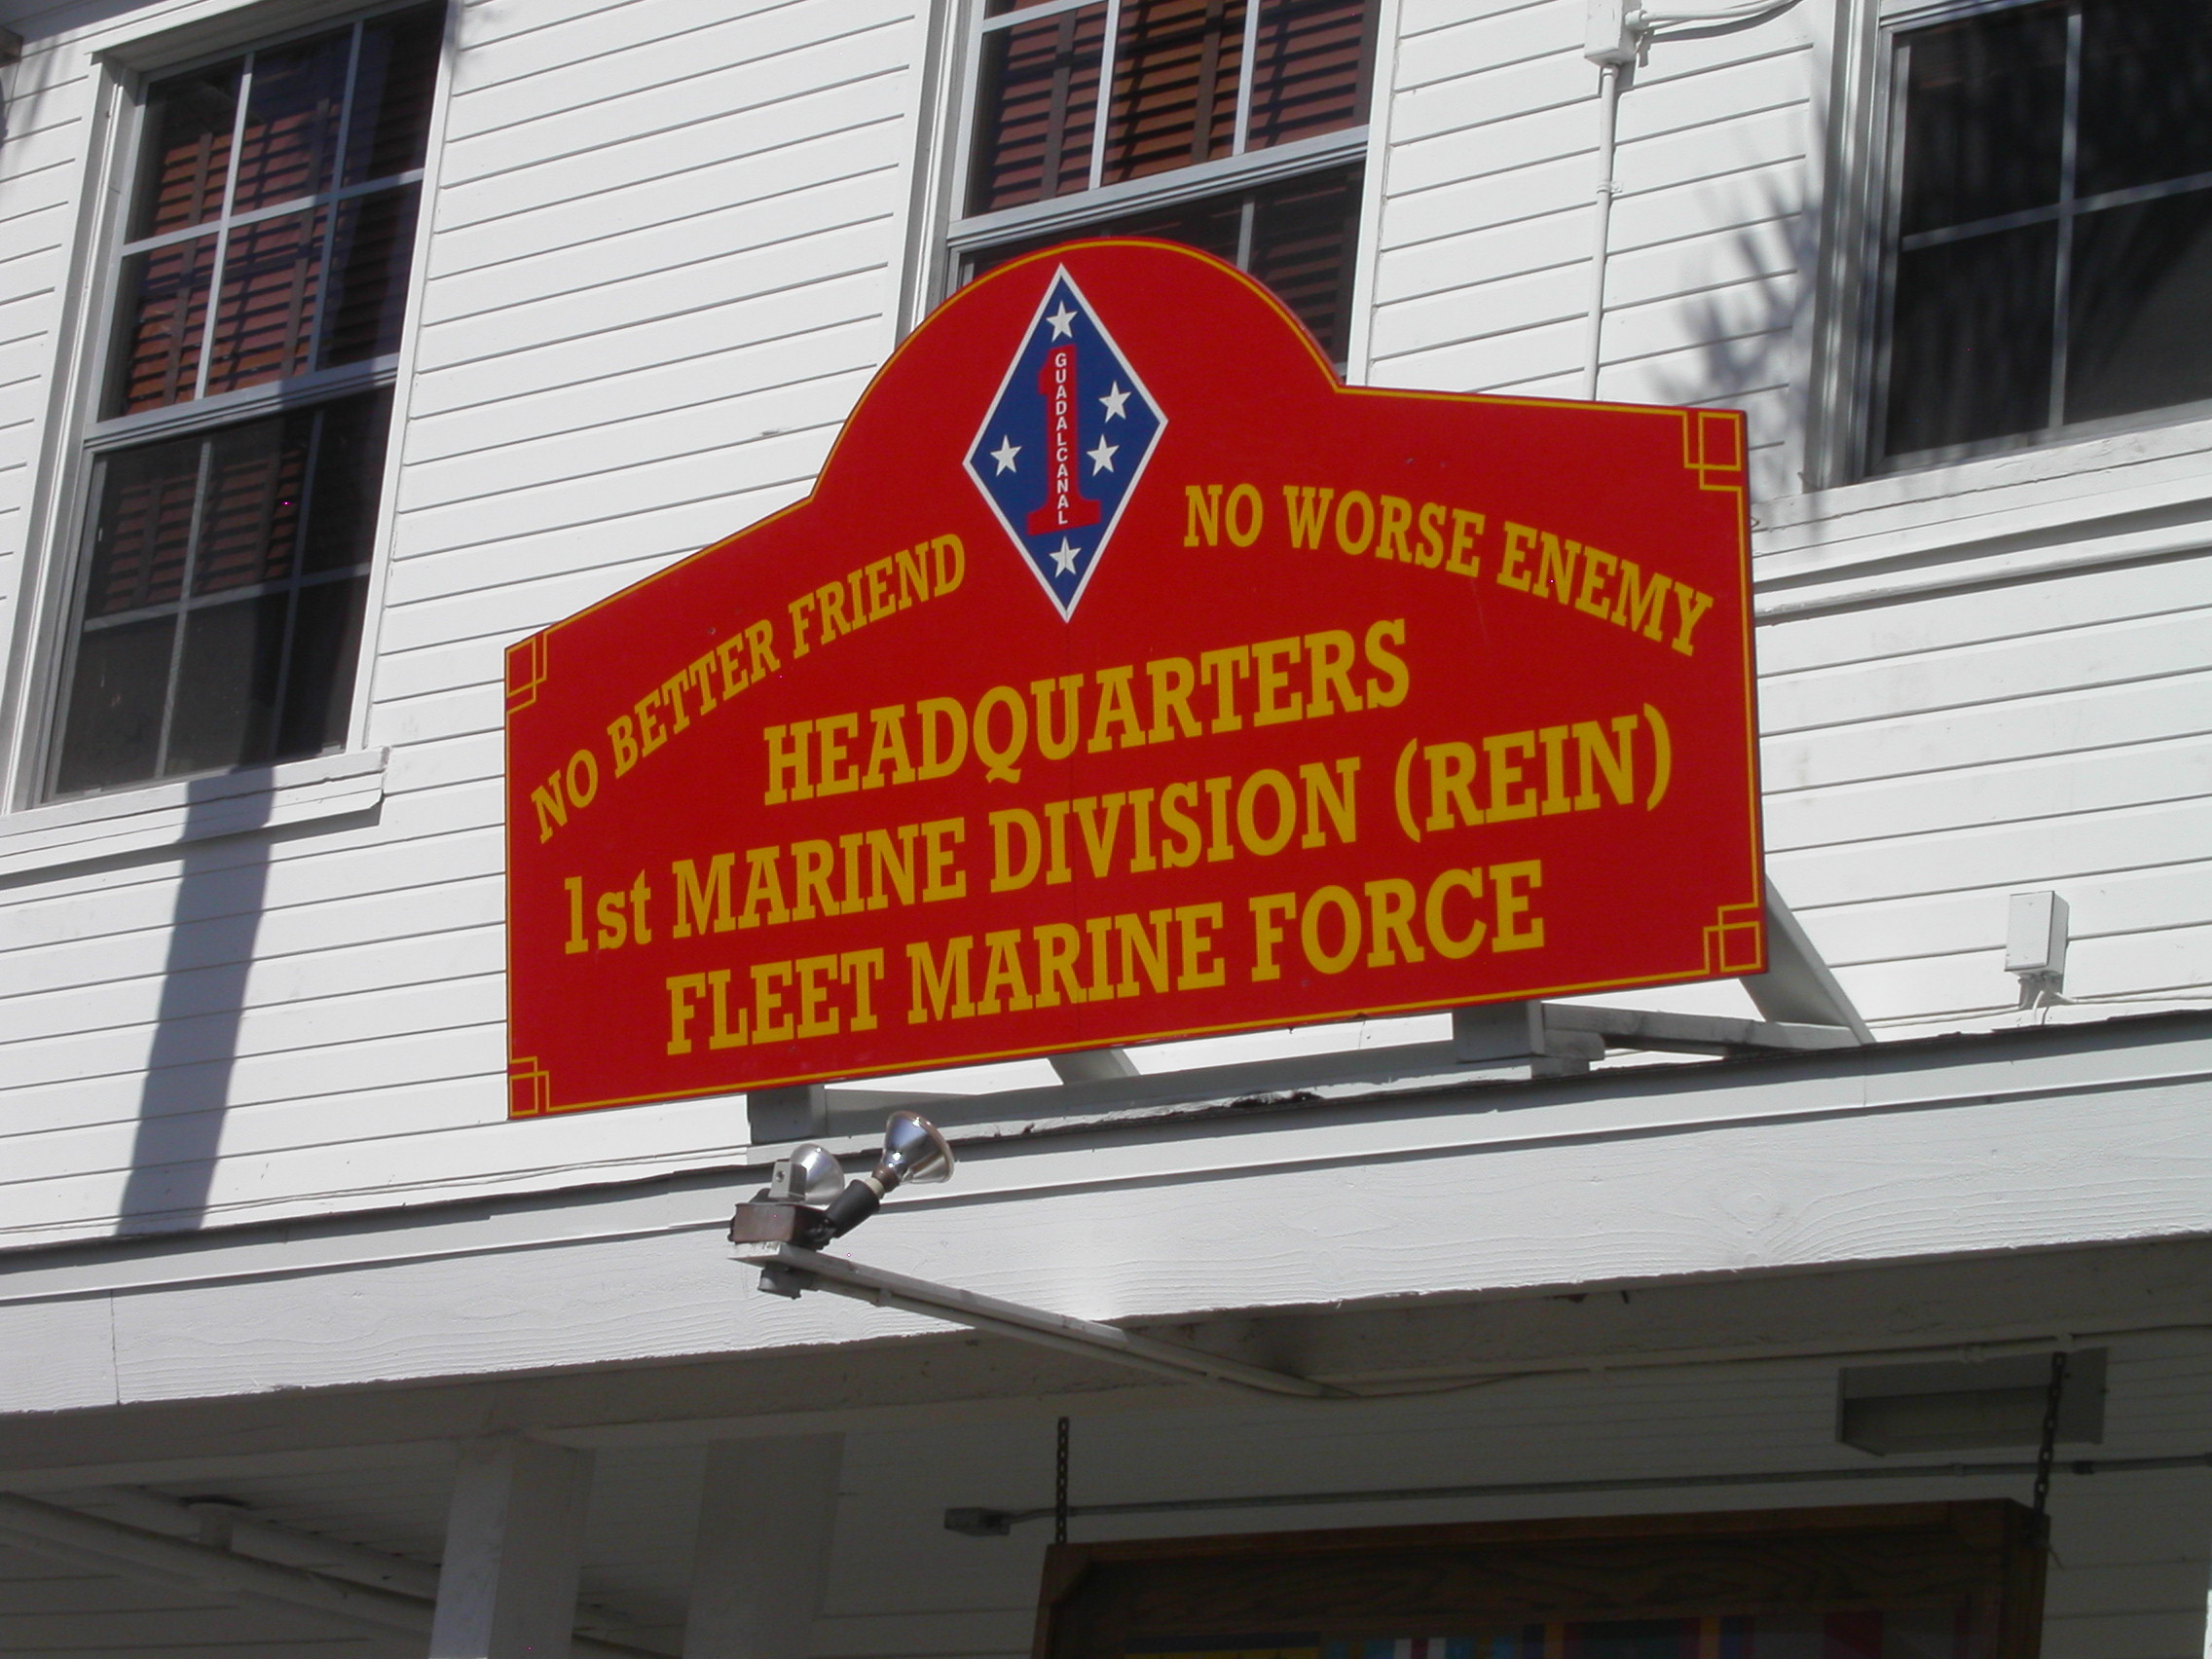 1
GUADALCANAL
NO BETTER FRIEND
NO WORSE ENEMY
HEADQUARTERS
1st MARINE DIVISION (REIN)
FLEET MARINE FORCE